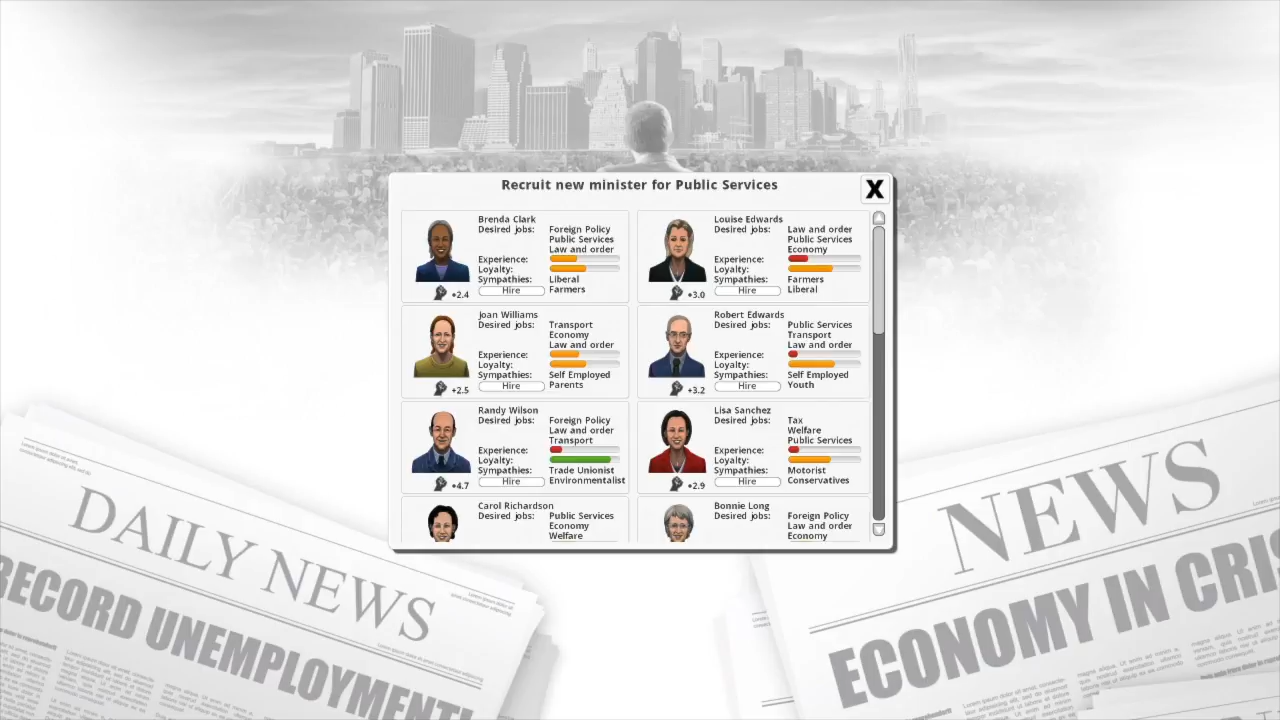 Recruit new minister for Public Services
X
Brenda Clark
Desired jobs: Foreign Policy
Public Services
Law and order
Experience:
Loyalty:
Sympathies: Liberal
Hire Farmers
+2.4
Louise Edwards
Desired jobs: Law and order
Public Services
Economy
Experience:
Loyalty:
Sympathies: Farmers
Hire Liberal
+3.0
Joan Williams
Desired jobs: Transport
Economy
Law and order
Experience:
Loyalty:
Sympathies: Self Employed
Hire Parents
+2.5
Robert Edwards
Desired jobs: Public Services
Transport
Law and order
Experience:
Loyalty:
Sympathies: Self Employed
Hire Youth
+3.2
Randy Wilson
Desired jobs: Foreign Policy
Law and order
Transport
Experience:
Loyalty:
Sympathies: Trade Unionist
Hire Environmentalist
+4.7
Lisa Sanchez
Desired jobs: Tax
Welfare
Public Services
Experience:
Loyalty:
Sympathies: Motorist
Hire Conservatives
+2.9
Carol Richardson
Desired jobs: Public Services
Economy
Welfare
Bonnie Long
Desired jobs: Foreign Policy
Law and order
Economy
DAILY NEWS
RECORD UNEMPLOYMENT!
NEWS
ECONOMY IN CRIS